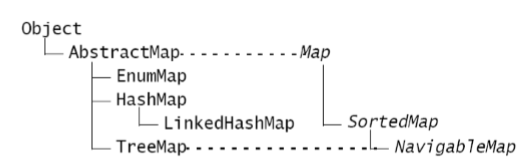 Object
AbstractMap Map
EnumMap
HashMap
LinkedHashMap SortedMap
TreeMap NavigableMap